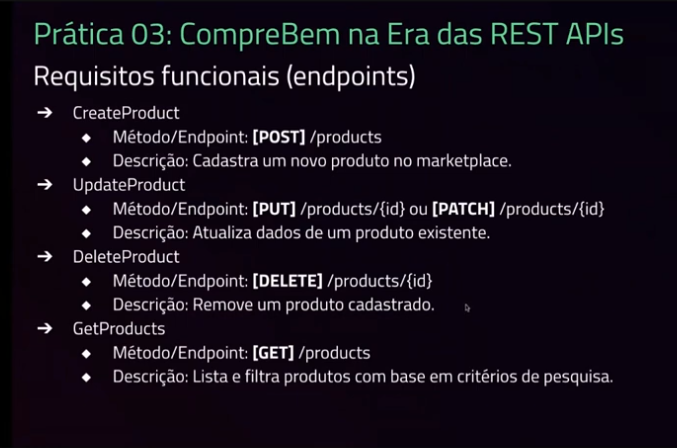 Prática 03: CompreBem na Era das REST APIs
Requisitos funcionais (endpoints)
➔ CreateProduct
◆ Método/Endpoint: [POST] /products
◆ Descrição: Cadastra um novo produto no marketplace.
➔ UpdateProduct
◆ Método/Endpoint: [PUT] /products/{id} ou [PATCH] /products/{id}
◆ Descrição: Atualiza dados de um produto existente.
➔ DeleteProduct
◆ Método/Endpoint: [DELETE] /products/{id}
◆ Descrição: Remove um produto cadastrado.
➔ GetProducts
◆ Método/Endpoint: [GET] /products
◆ Descrição: Lista e filtra produtos com base em critérios de pesquisa.